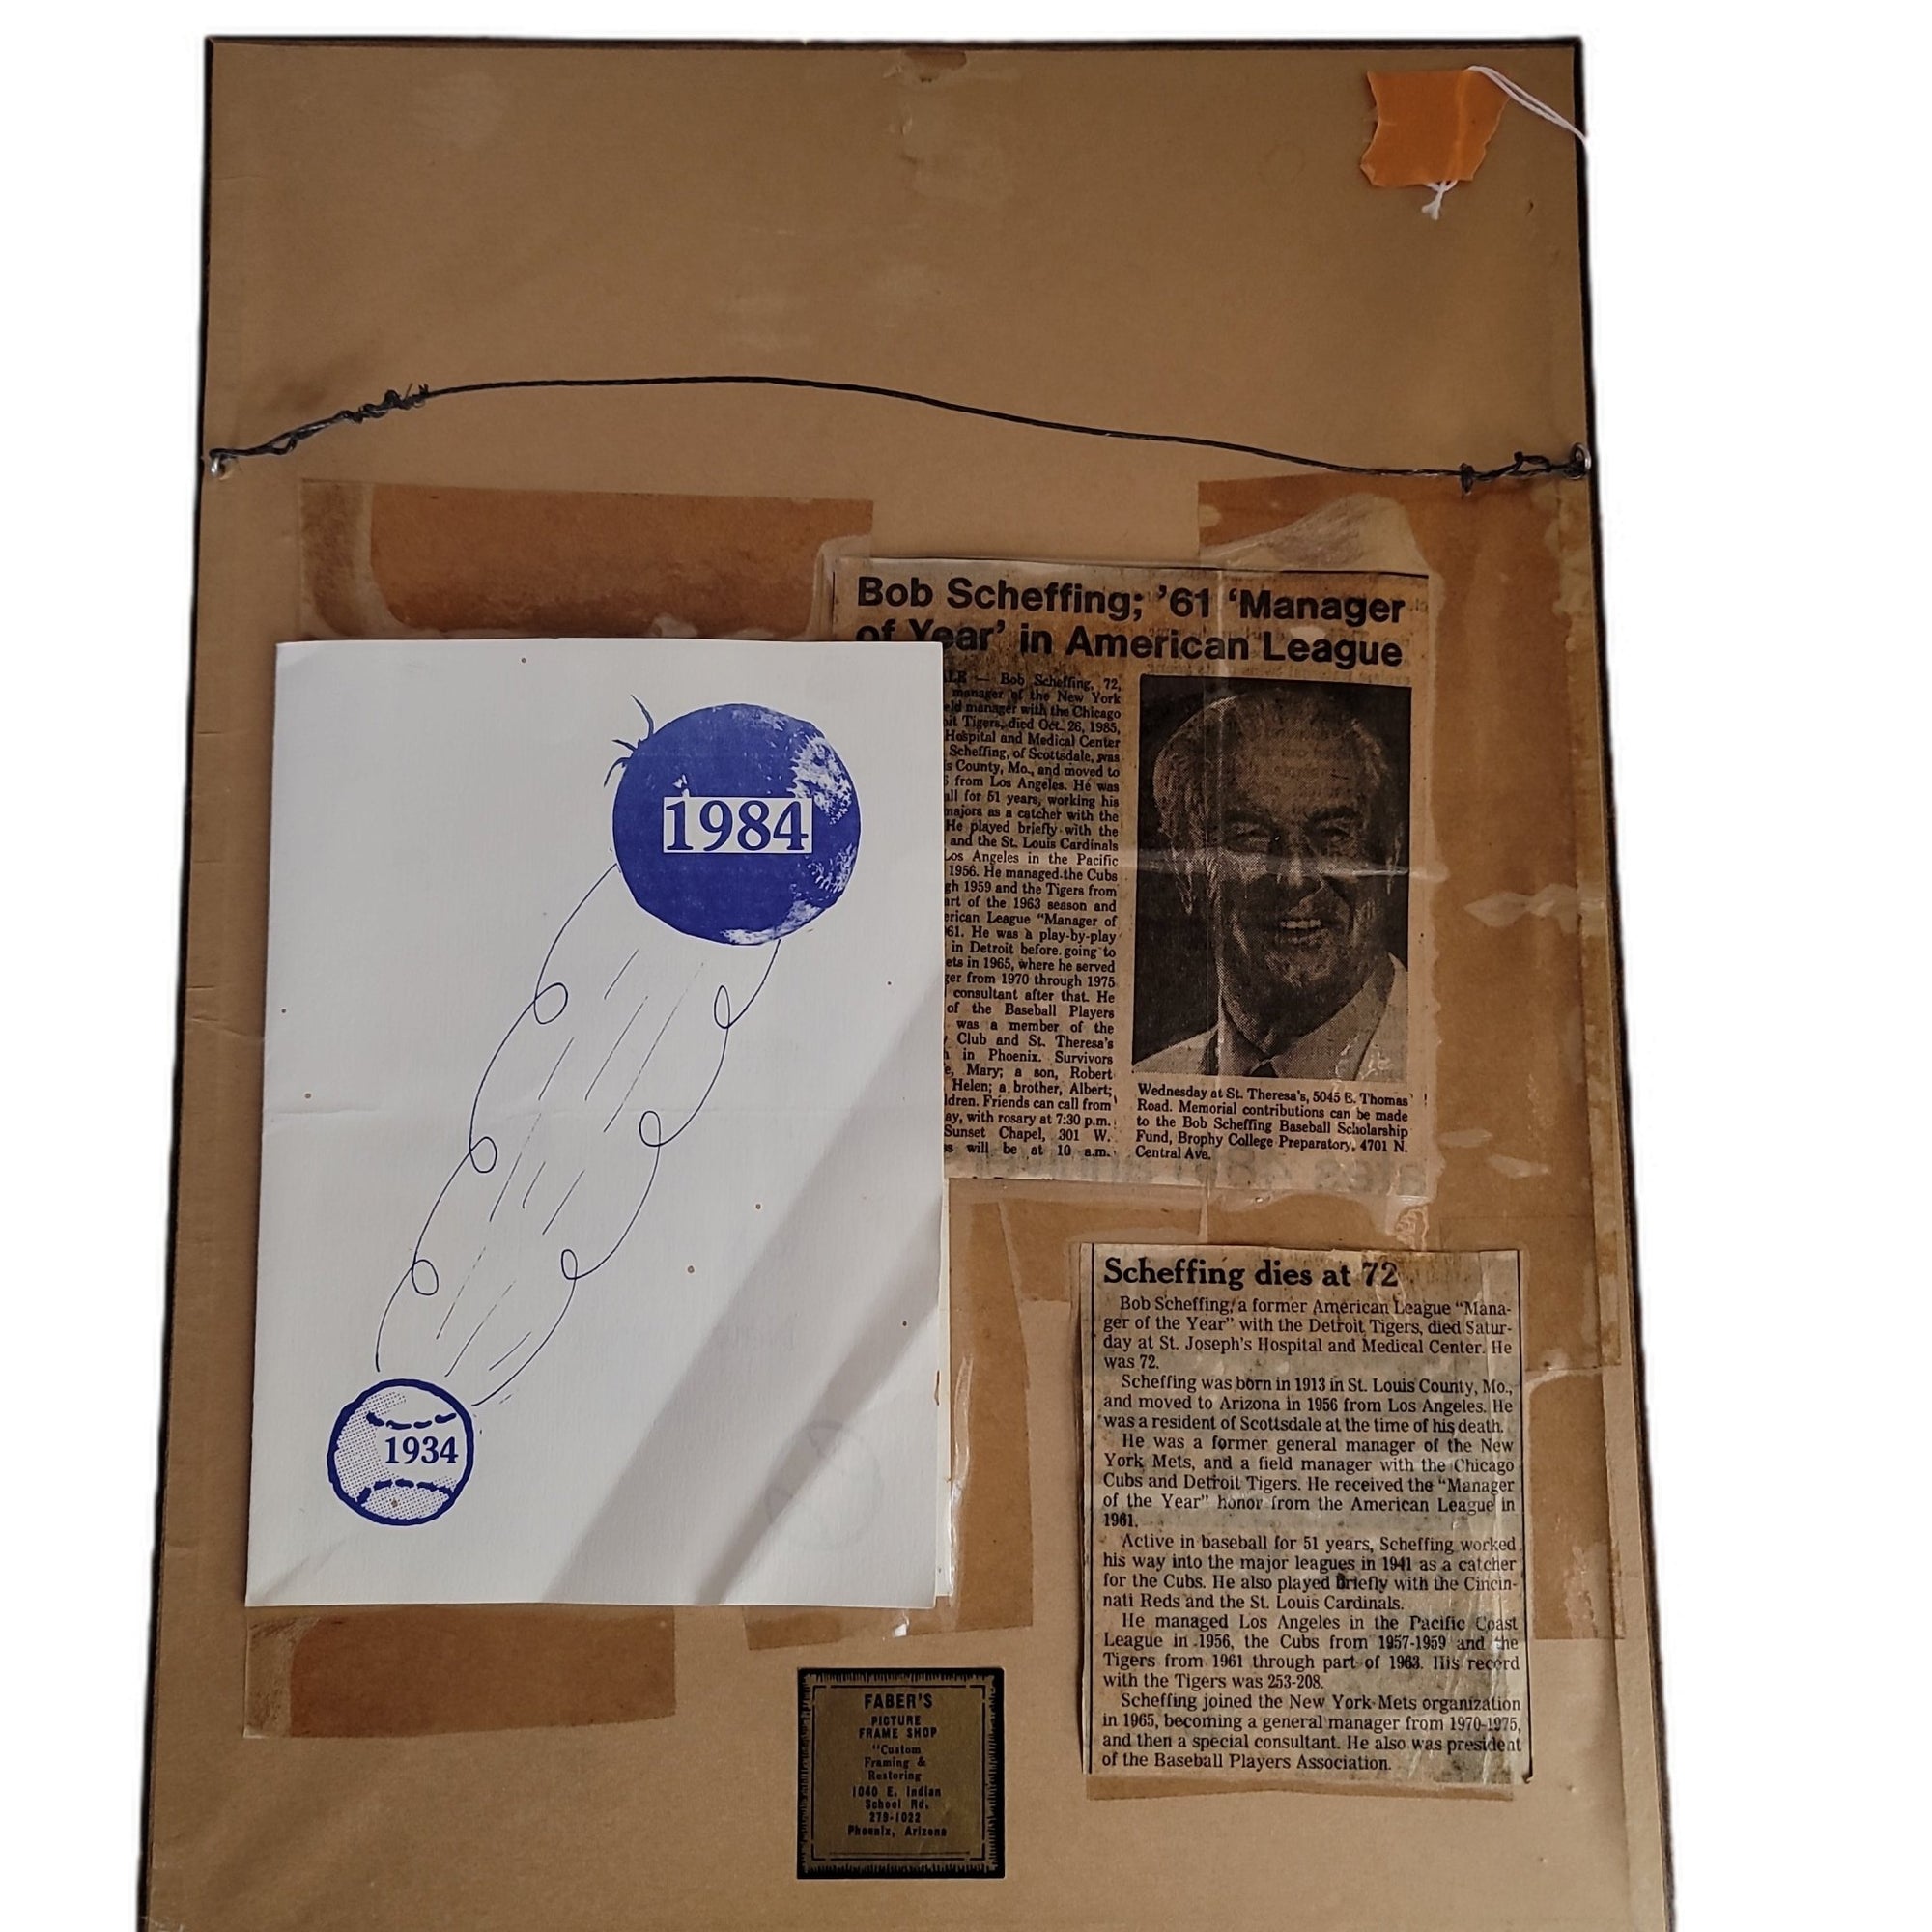 Bob Scheffing; ’61 ‘Manager
of Year’ in American League
— Bob Scheffing, 72,
manager of the New York
manager with the Chicago
Tigers, died Oct. 26, 1985,
Hospital and Medical Center
Scheffing, of Scottsdale, was
County, Mo., and moved to
from Los Angeles. He was
for 51 years, working his
majors as a catcher with the
He played briefly with the
and the St. Louis Cardinals
Los Angeles in the Pacific
1956. He managed the Cubs
1959 and the Tigers from
of the 1963 season and
League “Manager of
He was a play-by-play
in Detroit before going to
in 1965, where he served
from 1970 through 1975
consultant after that. He
of the Baseball Players
was a member of the
Club and St. Theresa's
in Phoenix. Survivors
Mary; a son, Robert
Helen; a brother, Albert;
Friends can call from
with rosary at 7:30 p.m.
Sunset Chapel, 301 W.
will be at 10 a.m.
Wednesday at St. Theresa's, 5045 E. Thomas
Road. Memorial contributions can be made
to the Bob Scheffing Baseball Scholarship
Fund, Brophy College Preparatory, 4701 N.
Central Ave.
1984
1934
Scheffing dies at 72
Bob Scheffing, a former American League “Mana-
ger of the Year” with the Detroit Tigers, died Satur-
day at St. Joseph's Hospital and Medical Center. He
was 72.
Scheffing was born in 1913 in St. Louis County, Mo.,
and moved to Arizona in 1956 from Los Angeles. He
was a resident of Scottsdale at the time of his death.
He was a former general manager of the New
York Mets, and a field manager with the Chicago
Cubs and Detroit Tigers. He received the “Manager
of the Year” honor from the American League in
1961.
Active in baseball for 51 years, Scheffing worked
his way into the major leagues in 1941 as a catcher
for the Cubs. He also played briefly with the Cincin-
nati Reds and the St. Louis Cardinals.
He managed Los Angeles in the Pacific Coast
League in 1956, the Cubs from 1957-1959 and the
Tigers from 1961 through part of 1963. His record
with the Tigers was 253-208.
Scheffing joined the New York Mets organization
in 1965, becoming a general manager from 1970-1975,
and then a special consultant. He also was president
of the Baseball Players Association.
FABER'S
PICTURE
FRAME SHOP
"Custom
Framing &
Restoring
1040 E. Indian
School Rd.
279-1022
Phoenix, Arizona